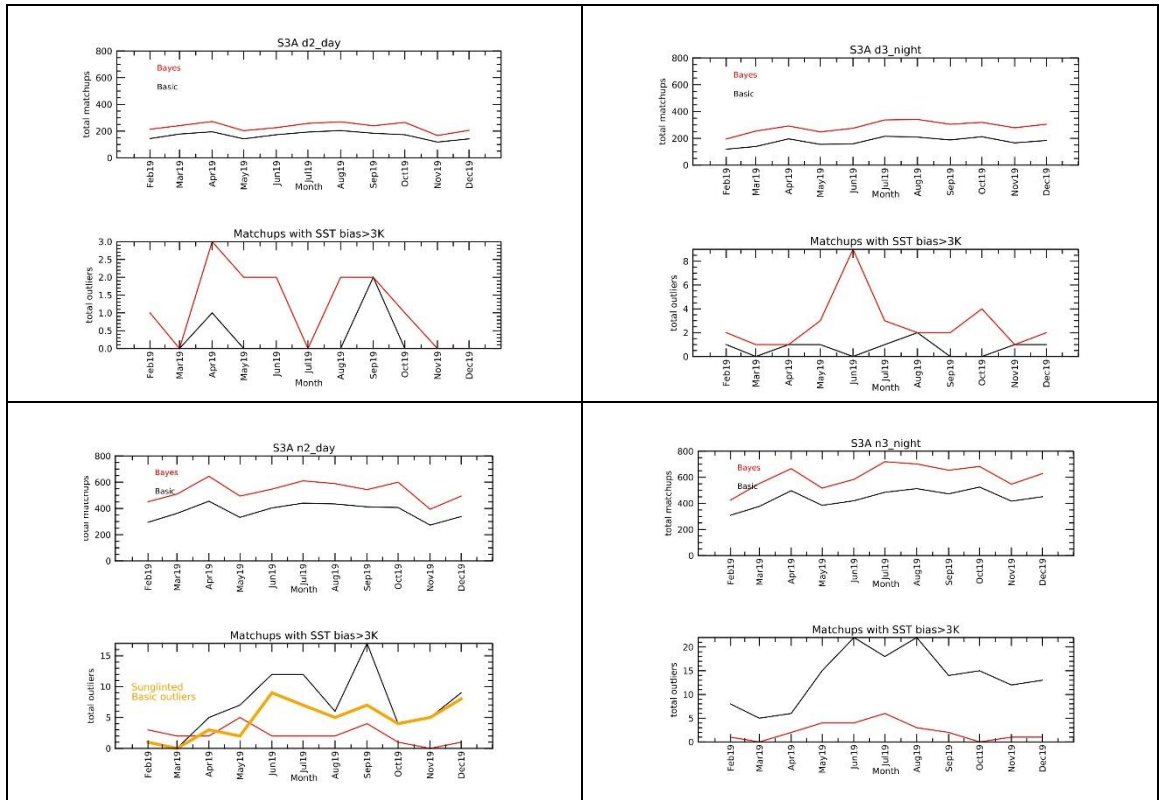 S3A d2_day
800
600
400
200
0
total matchups
Bayes
Basic
Feb19
Mar19
Apr19
May19
Jun19
Jul19
Aug19
Sep19
Oct19
Nov19
Dec19
Month
Matchups with SST bias>3K
3.0
2.5
2.0
1.5
1.0
0.5
0.0
total outliers
Feb19
Mar19
Apr19
May19
Jun19
Jul19
Aug19
Sep19
Oct19
Nov19
Dec19
Month
S3A d3_night
800
600
400
200
0
total matchups
Bayes
Basic
Feb19
Mar19
Apr19
May19
Jun19
Jul19
Aug19
Sep19
Oct19
Nov19
Dec19
Month
Matchups with SST bias>3K
8
6
4
2
0
total outliers
Feb19
Mar19
Apr19
May19
Jun19
Jul19
Aug19
Sep19
Oct19
Nov19
Dec19
Month
S3A n2_day
800
600
400
200
0
total matchups
Bayes
Basic
Feb19
Mar19
Apr19
May19
Jun19
Jul19
Aug19
Sep19
Oct19
Nov19
Dec19
Month
Matchups with SST bias>3K
15
10
5
0
total outliers
Sunglinted
Basic outliers
Feb19
Mar19
Apr19
May19
Jun19
Jul19
Aug19
Sep19
Oct19
Nov19
Dec19
Month
S3A n3_night
800
600
400
200
0
total matchups
Bayes
Basic
Feb19
Mar19
Apr19
May19
Jun19
Jul19
Aug19
Sep19
Oct19
Nov19
Dec19
Month
Matchups with SST bias>3K
20
15
10
5
0
total outliers
Feb19
Mar19
Apr19
May19
Jun19
Jul19
Aug19
Sep19
Oct19
Nov19
Dec19
Month